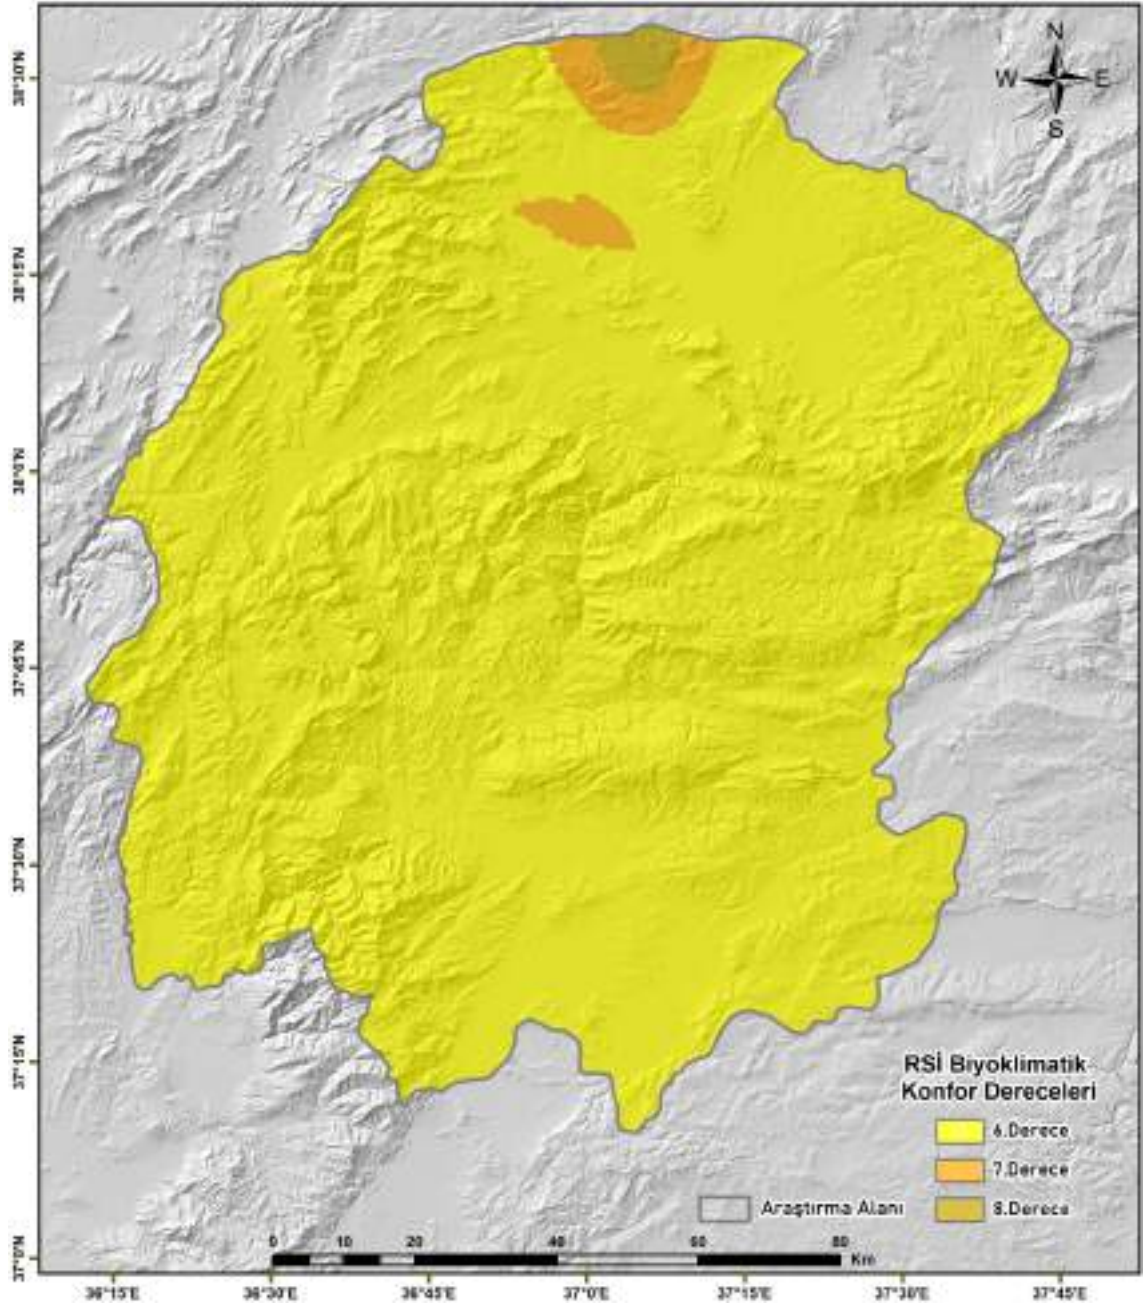 N
W E
S
38°30'N
38°15'N
38°0'N
37°45'N
37°30'N
37°15'N
37°0'N
RSİ Biyoklimatik
Konfor Dereceleri
6.Derece
7.Derece
8.Derece
Araştırma Alanı
0 10 20 40 60 80
Km
36°15'E 36°30'E 36°45'E 37°0'E 37°15'E 37°30'E 37°45'E